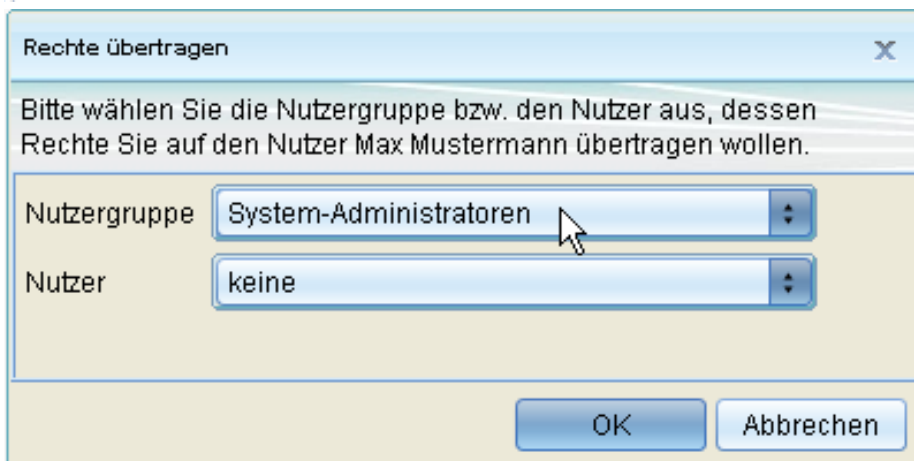 Rechte übertragen
Bitte wählen Sie die Nutzergruppe bzw. den Nutzer aus, dessen
Rechte Sie auf den Nutzer Max Mustermann übertragen wollen.
Nutzergruppe System-Administratoren
Nutzer keine
OK Abbrechen